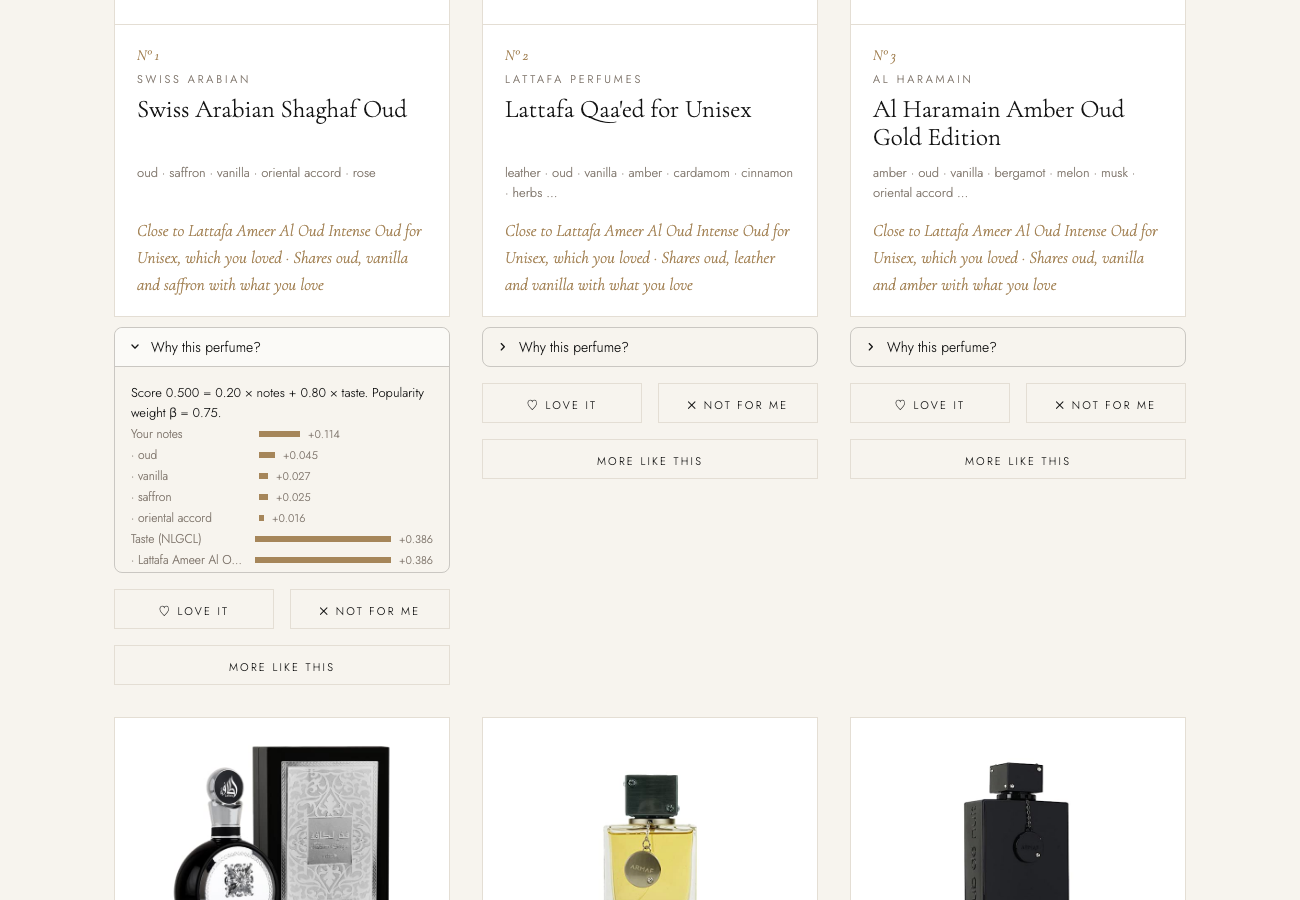 Nº 1
SWISS ARABIAN
Swiss Arabian Shaghaf Oud
oud · saffron · vanilla · oriental accord · rose
Close to Lattafa Ameer Al Oud Intense Oud for
Unisex, which you loved · Shares oud, vanilla
and saffron with what you love
Why this perfume?
Score 0.500 = 0.20 × notes + 0.80 × taste. Popularity
weight β = 0.75.
Your notes +0.114
· oud +0.045
· vanilla +0.027
· saffron +0.025
· oriental accord +0.016
Taste (NLGCL) +0.386
· Lattafa Ameer Al O… +0.386
♡ LOVE IT
✕ NOT FOR ME
MORE LIKE THIS
Nº 2
LATTAFA PERFUMES
Lattafa Qaa'ed for Unisex
leather · oud · vanilla · amber · cardamom · cinnamon
· herbs …
Close to Lattafa Ameer Al Oud Intense Oud for
Unisex, which you loved · Shares oud, leather
and vanilla with what you love
Why this perfume?
♡ LOVE IT
✕ NOT FOR ME
MORE LIKE THIS
Nº 3
AL HARAMAIN
Al Haramain Amber Oud
Gold Edition
amber · oud · vanilla · bergamot · melon · musk ·
oriental accord …
Close to Lattafa Ameer Al Oud Intense Oud for
Unisex, which you loved · Shares oud, vanilla
and amber with what you love
Why this perfume?
♡ LOVE IT
✕ NOT FOR ME
MORE LIKE THIS
ARMAF